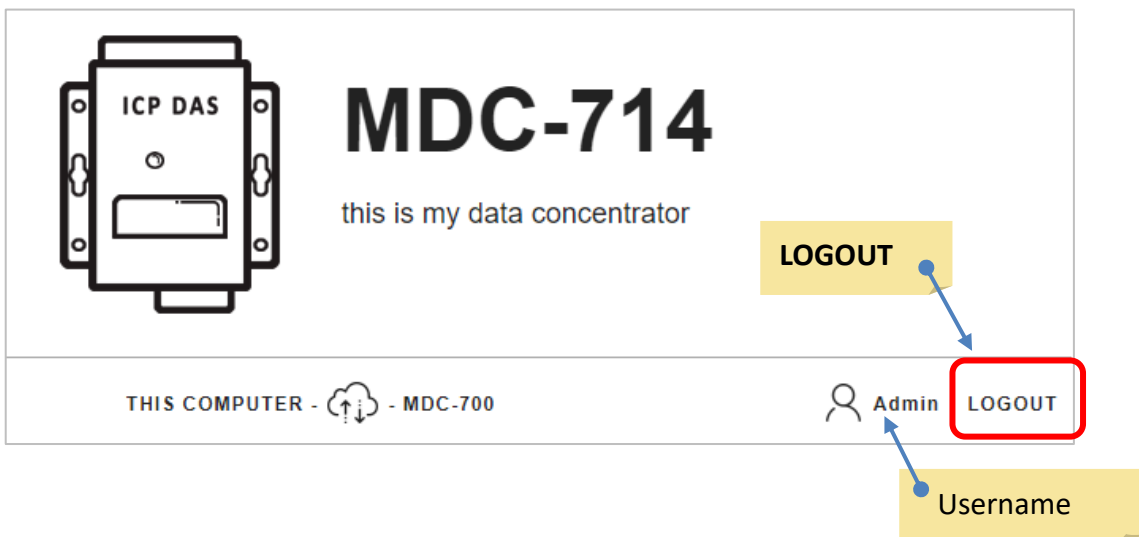 ICP DAS
MDC-714
this is my data concentrator
LOGOUT
THIS COMPUTER - - MDC-700
Admin LOGOUT
Username